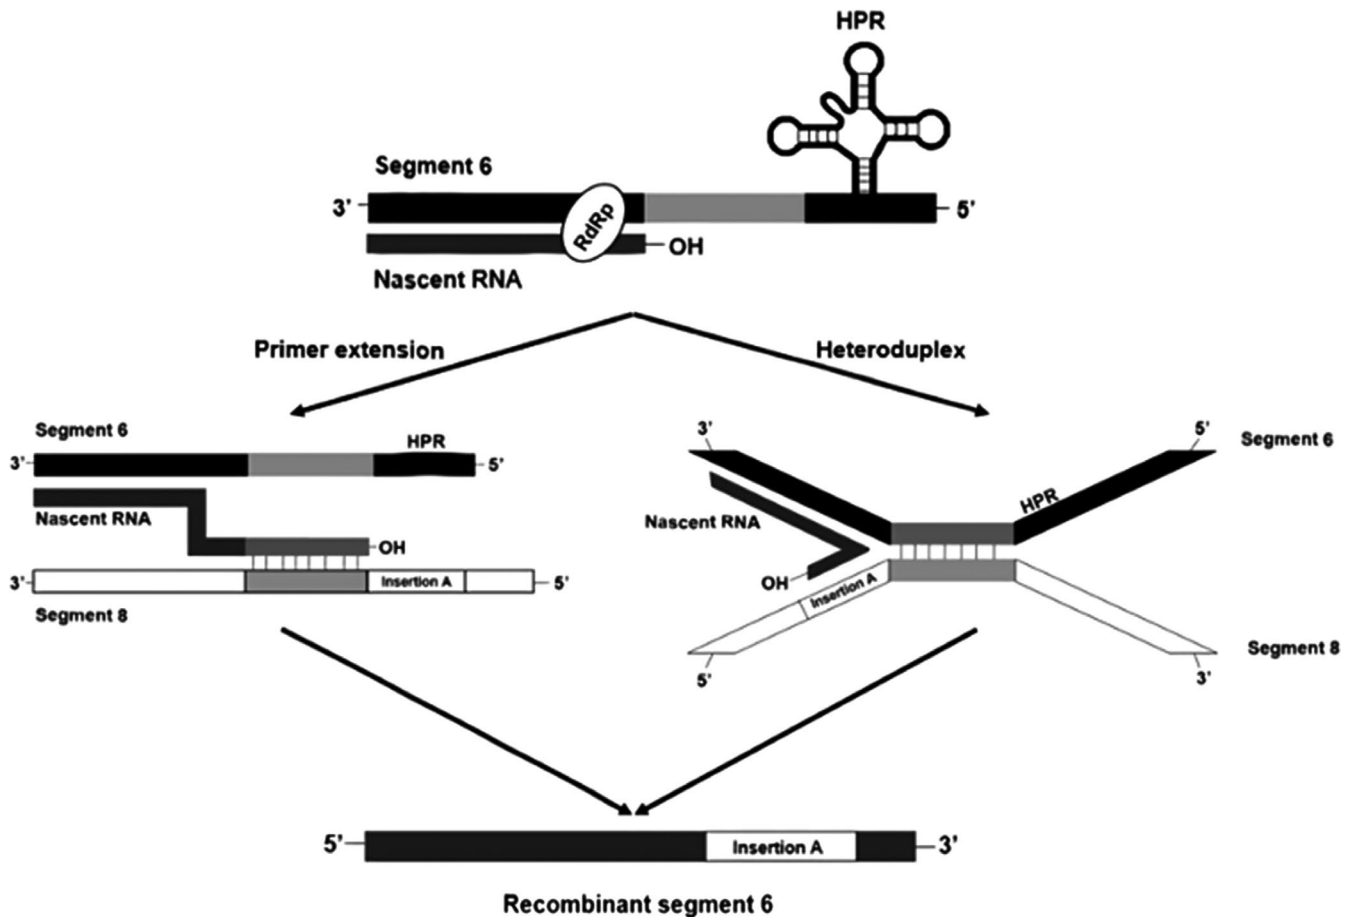 HPR
Segment 6
3’
5’
RdRp
OH
Nascent RNA
Primer extension
Heteroduplex
Segment 6
HPR
3’
5’
Nascent RNA
OH
3’
Insertion A
5’
Segment 8
3’
5’
Segment 6
HPR
Nascent RNA
OH
Insertion A
Segment 8
5’
3’
5’
Insertion A
3’
Recombinant segment 6